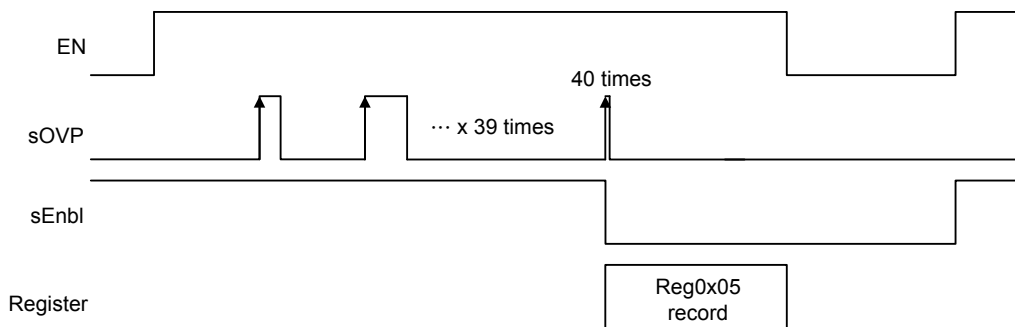 EN
40 times
sOVP
··· x 39 times
sEnbl
Register
Reg0x05
record